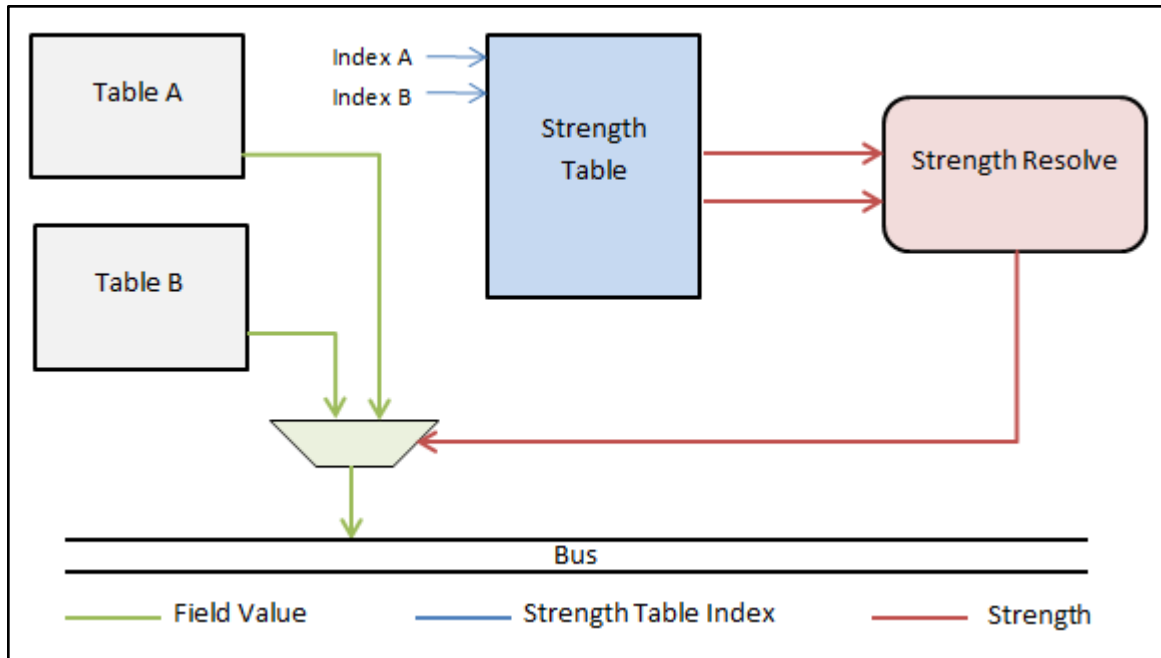 Table A
Index A
Index B
Strength
Table
Strength Resolve
Table B
Bus
Field Value
Strength Table Index
Strength